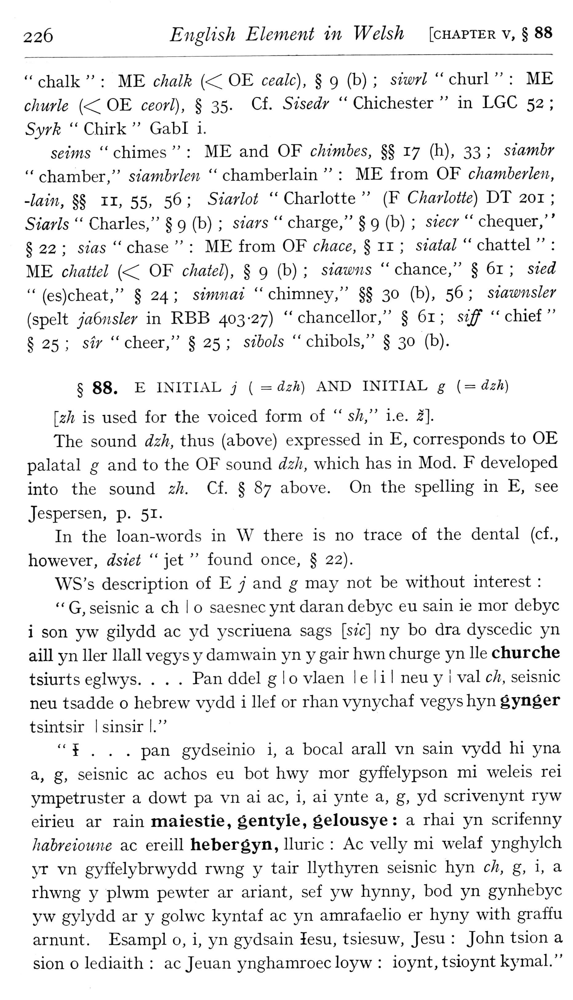 226 English Element in Welsh [CHAPTER V, § 88
“ chalk ” : ME chalk (< OE cealc), § 9 (b) ; siwrl “ churl ” : ME
churle (< OE ceorl), § 35. Cf. Sisedr “ Chichester ” in LGC 52 ;
Syrk “ Chirk ” GabI i.
seims “ chimes ” : ME and OF chimbes, §§ 17 (h), 33 ; siambr
“ chamber,” siambrlen “ chamberlain ” : ME from OF chamberlen,
-lain, §§ 11, 55, 56 ; Siarlot “ Charlotte ” (F Charlotte) DT 201 ;
Siarls “ Charles,” § 9 (b) ; siars “ charge,” § 9 (b) ; siecr “ chequer,”
§ 22 ; sias “ chase ” : ME from OF chace, § 11 ; siatal “ chattel ” :
ME chattel (< OF chatel), § 9 (b) ; siawns “ chance,” § 61 ; sied
“ (es)cheat,” § 24 ; simnai “ chimney,” §§ 30 (b), 56 ; siawnsler
(spelt ja6nsler in RBB 403·27) “ chancellor,” § 61 ; siff “ chief ”
§ 25 ; sîr “ cheer,” § 25 ; sibols “ chibols,” § 30 (b).
§ 88. E INITIAL j ( = dzh) AND INITIAL g (= dzh)
[zh is used for the voiced form of “ sh,” i.e. ž].
The sound dzh, thus (above) expressed in E, corresponds to OE
palatal g and to the OF sound dzh, which has in Mod. F developed
into the sound zh. Cf. § 87 above. On the spelling in E, see
Jespersen, p. 51.
In the loan-words in W there is no trace of the dental (cf.,
however, dsiet “ jet ” found once, § 22).
WS’s description of E j and g may not be without interest :
“ G, seisnic a ch | o saesnec ynt daran debyc eu sain ie mor debyc
i son yw gilydd ac yd yscriuena sags [sic] ny bo dra dyscedic yn
aill yn ller llall vegys y damwain yn y gair hwn churge yn lle churche
tsiurts eglwys. . . . Pan ddel g | o vlaen | e | i | neu y | val ch, seisnic
neu tsadde o hebrew vydd i llef or rhan vynychaf vegys hyn ġynġer
tsintsir | sinsir |.”
“ Ɨ . . . pan gydseinio i, a bocal arall vn sain vydd hi yna
a, g, seisnic ac achos eu bot hwy mor gyffelypson mi weleis rei
ympetruster a dowt pa vn ai ac, i, ai ynte a, g, yd scrivenynt ryw
eirieu ar rain maiestie, ġentyle, ġelousye : a rhai yn scrifenny
habreioune ac ereill heberġyn, lluric : Ac velly mi welaf ynghylch
yr vn gyffelybrwydd rwng y tair llythyren seisnic hyn ch, g, i, a
rhwng y plwm pewter ar ariant, sef yw hynny, bod yn gynhebyc
yw gylydd ar y golwc kyntaf ac yn amrafaelio er hyny with graffu
arnunt. Esampl o, i, yn gydsain Ɨesu, tsiesuw, Jesu : John tsion a
sion o lediaith : ac Jeuan ynghamroec loyw : ioynt, tsioynt kymal.”